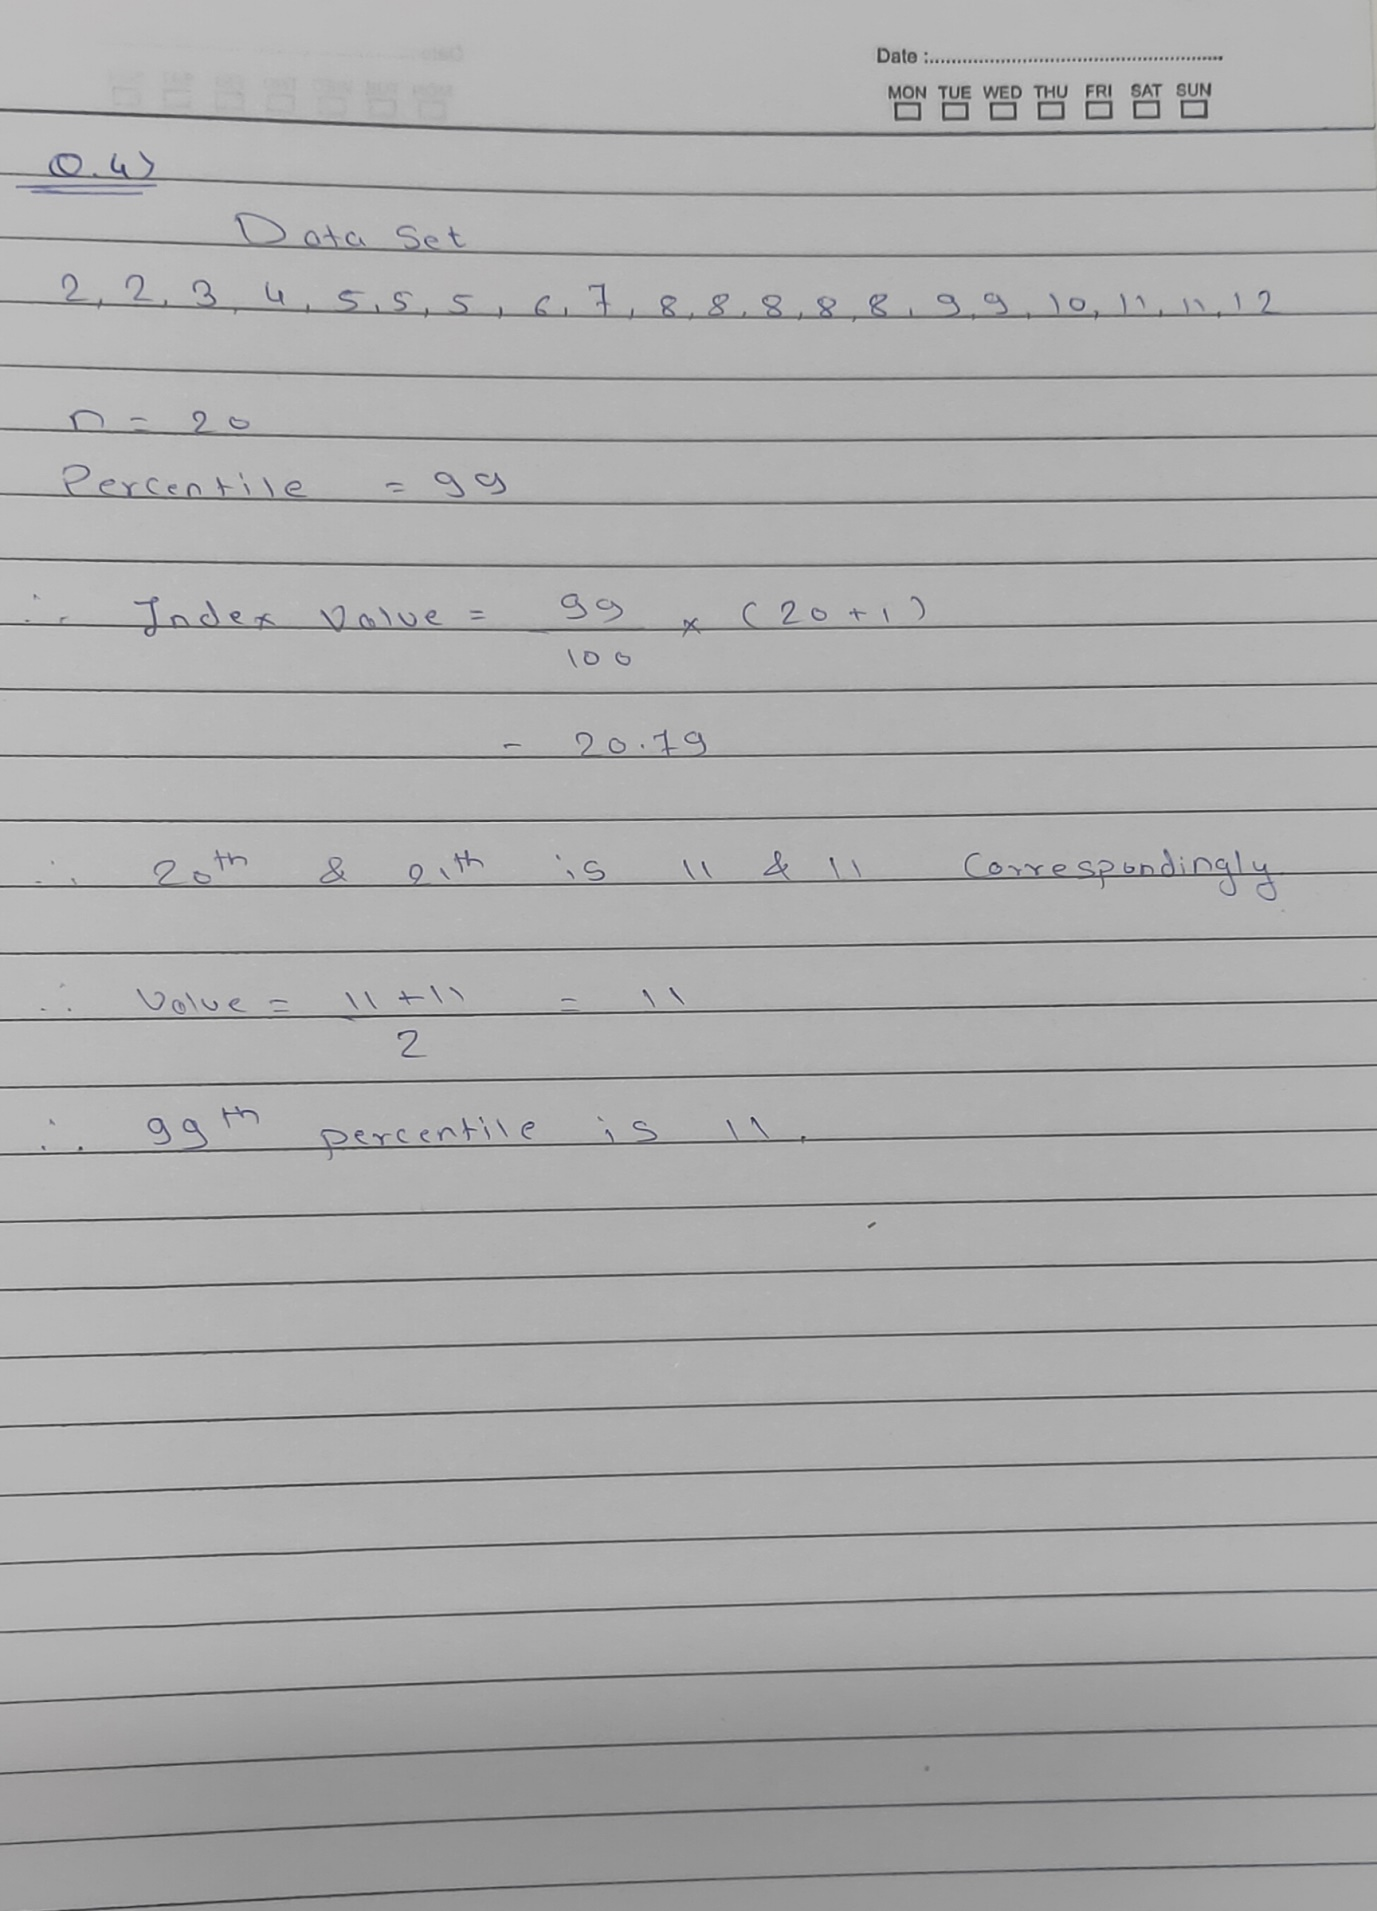 Date :
MON TUE WED THU FRI SAT SUN
Q.4)
Data Set
2, 2, 3, 4, 5, 5, 5, 6, 7, 8, 8, 8, 8, 8, 9, 9, 10, 11, 11, 12
n = 20
Percentile = 99
∴ Index Value = 99/100 × (20+1)
= 20.79
∴ 20th & 21th is 11 & 11 Correspondingly
∴ Value = 11+11/2 = 11
∴ 99th percentile is 11.